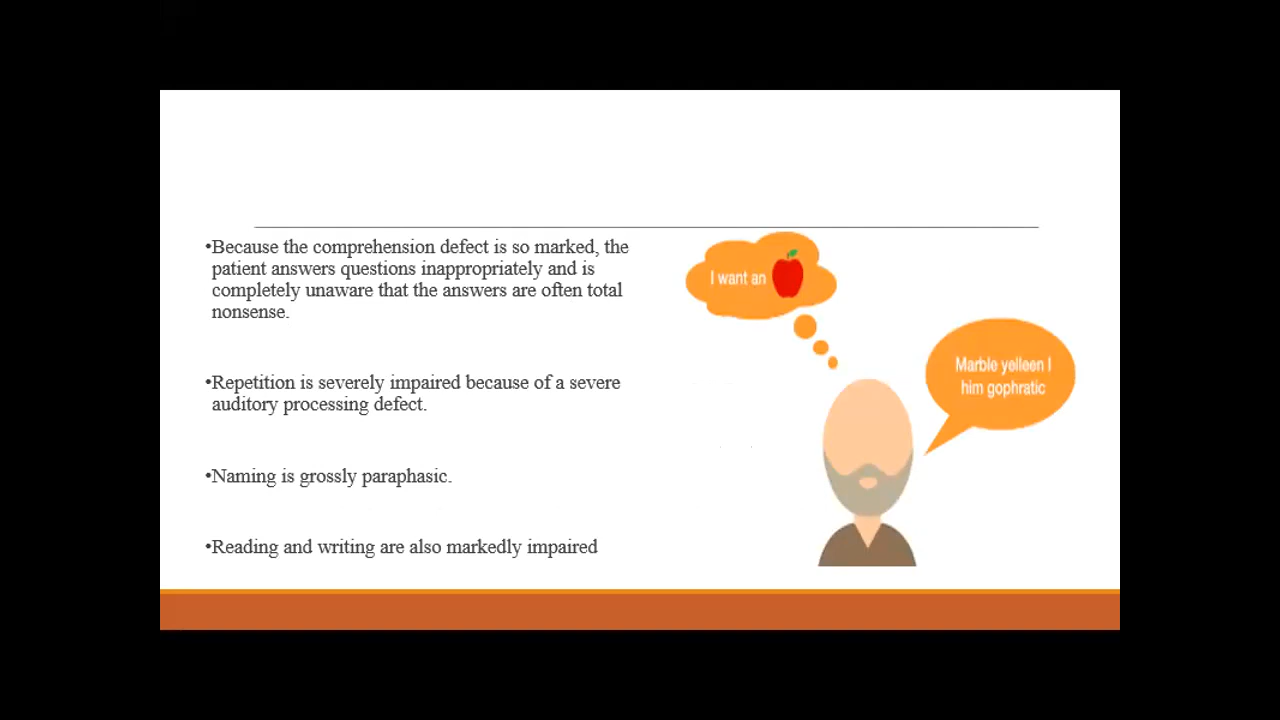 •Because the comprehension defect is so marked, the
patient answers questions inappropriately and is
completely unaware that the answers are often total
nonsense.
•Repetition is severely impaired because of a severe
auditory processing defect.
•Naming is grossly paraphasic.
•Reading and writing are also markedly impaired
I want an
Marble yelleen I
him gophratic